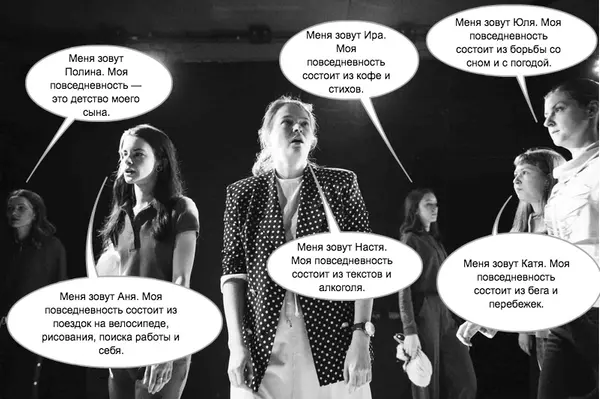 Меня зовут
Полина. Моя
повседневность —
это детство моего
сына.
Меня зовут Ира.
Моя
повседневность
состоит из кофе и
стихов.
Меня зовут Юля. Моя
повседневность
состоит из борьбы со
сном и с погодой.
Меня зовут Аня. Моя
повседневность состоит из
поездок на велосипеде,
рисования, поиска работы и
себя.
Меня зовут Настя.
Моя повседневность
состоит из текстов и
алкоголя.
Меня зовут Катя. Моя
повседневность
состоит из бега и
перебежек.